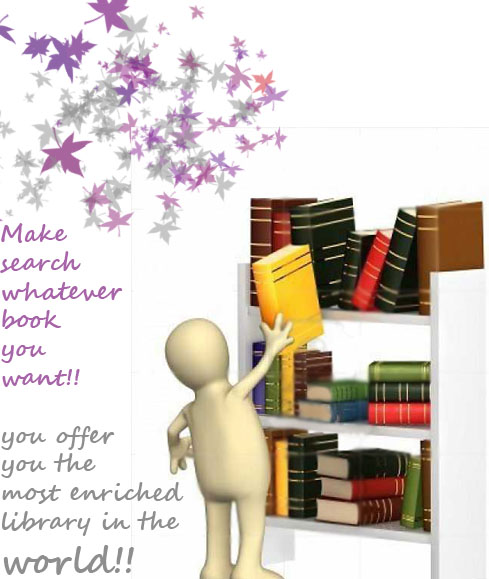 Make
search
whatever
book
you
want!!
you offer
you the
most enriched
library in the
world!!